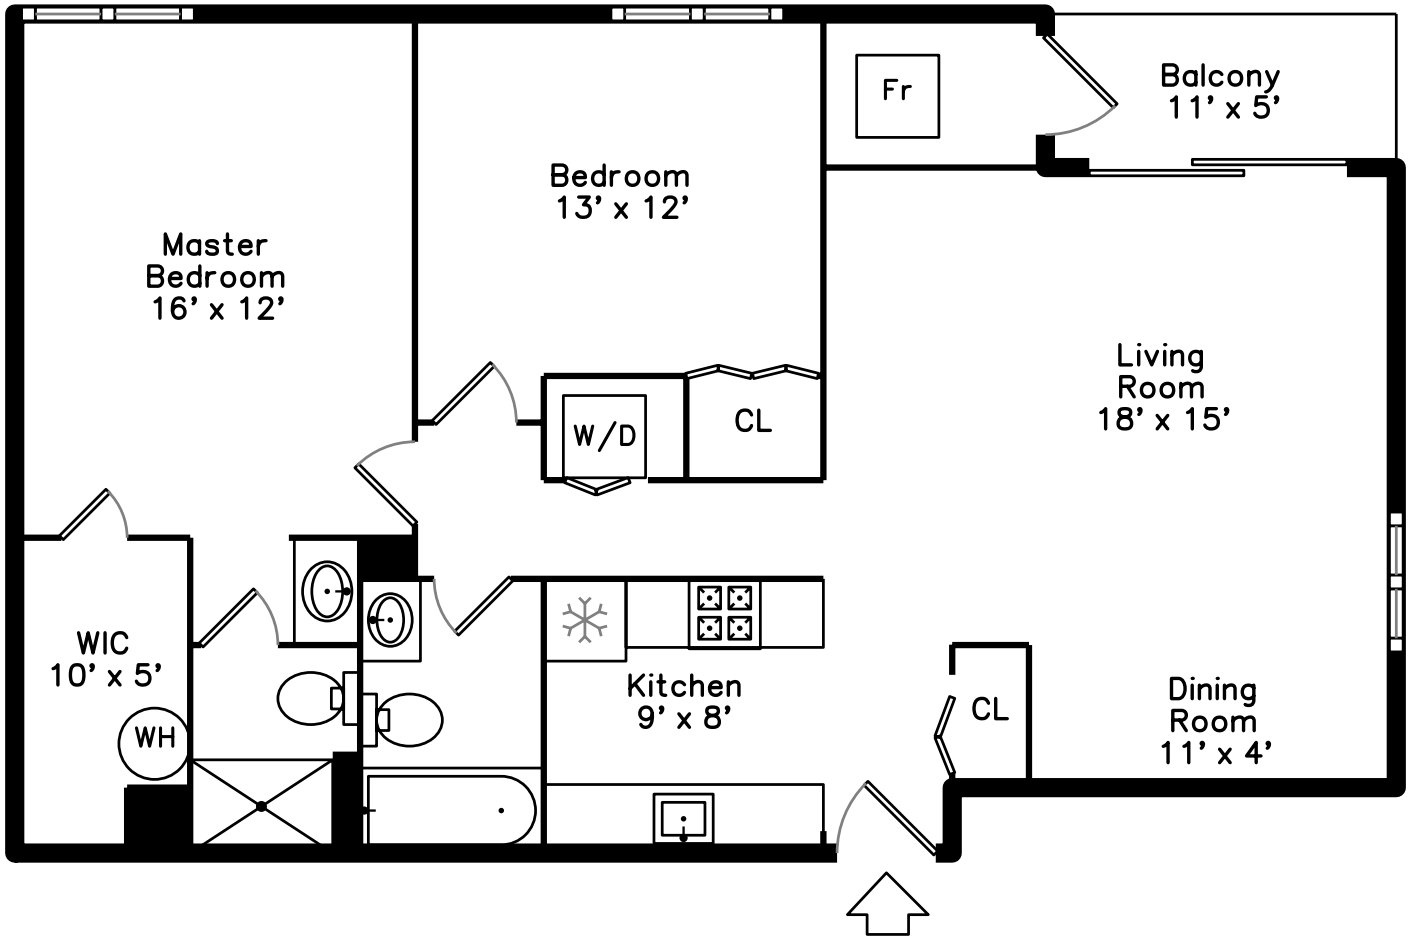 Fr
Balcony
11' x 5'
Bedroom
13' x 12'
Master
Bedroom
16' x 12'
Living
Room
18' x 15'
W/D
CL
WIC
10' x 5'
WH
Kitchen
9' x 8'
CL
Dining
Room
11' x 4'